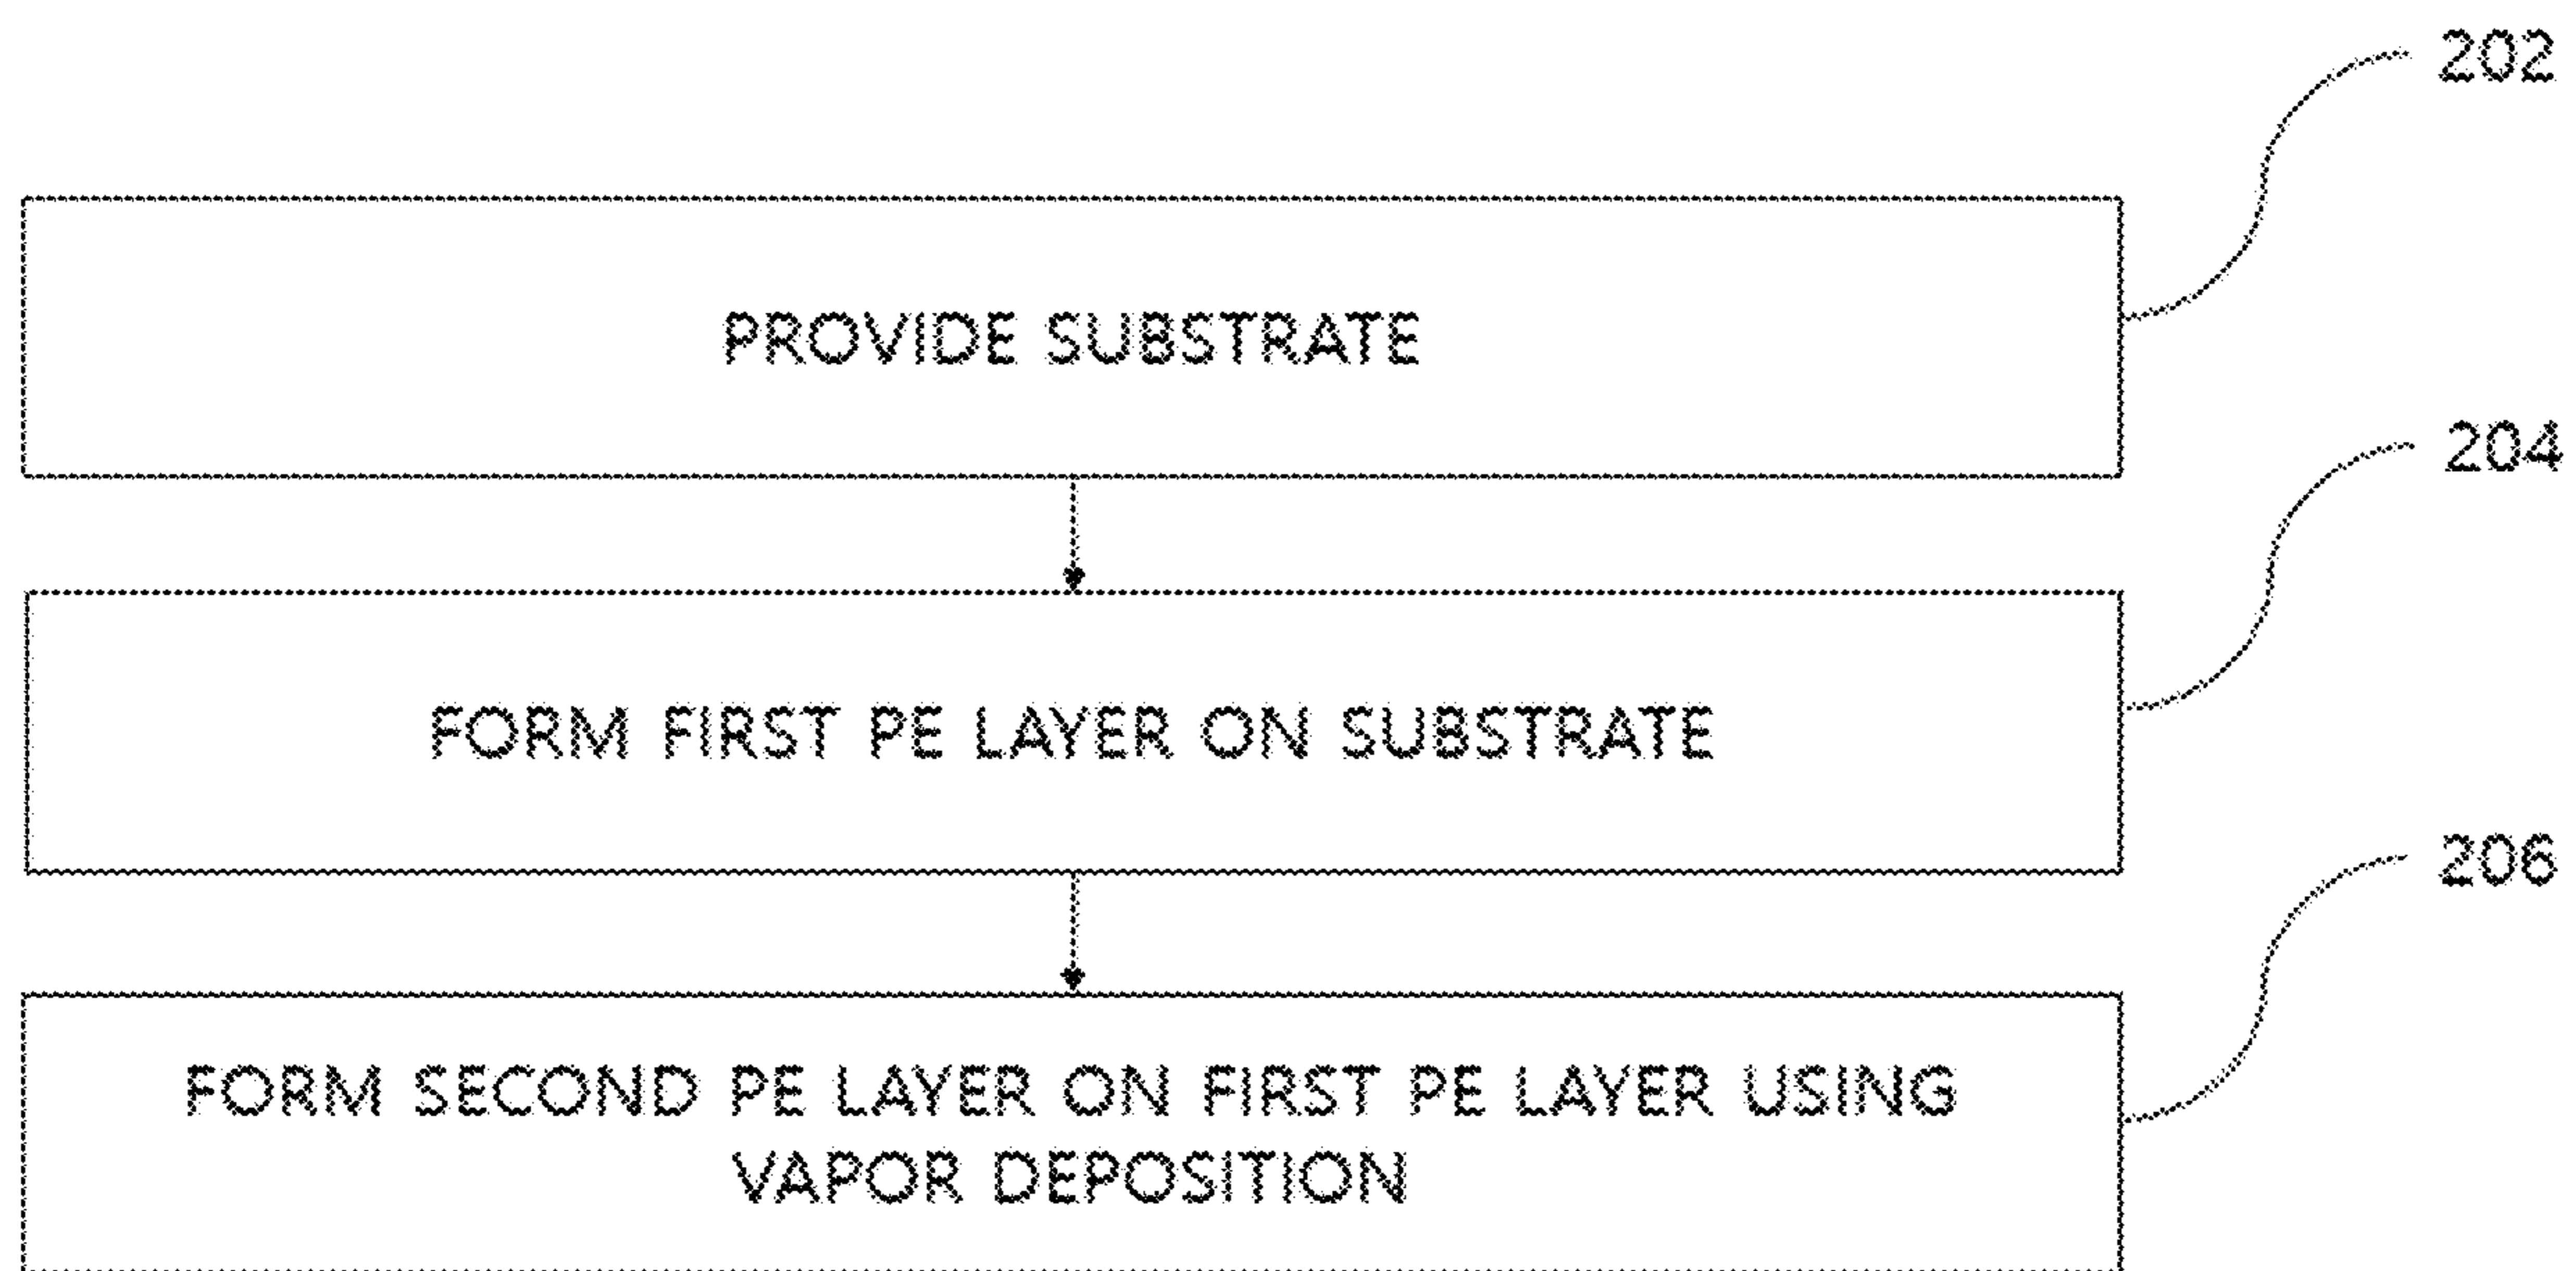 202
PROVIDE SUBSTRATE
204
FORM FIRST PE LAYER ON SUBSTRATE
206
FORM SECOND PE LAYER ON FIRST PE LAYER USING
VAPOR DEPOSITION